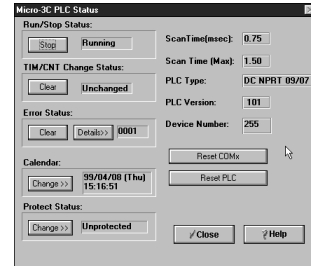 Micro-3C PLC Status
Run/Stop Status:
Stop Running
TIM/CNT Change Status:
Clear Unchanged
Error Status:
Clear Details>> 0001
Calendar:
Change >> 99/04/08 (Thu)
15:16:51
Protect Status:
Change >> Unprotected
ScanTime(msec): 0.75
Scan Time (Max): 1.50
PLC Type: DC NPRT 09/07
PLC Version: 101
Device Number: 255
Reset COMx
Reset PLC
Close ? Help